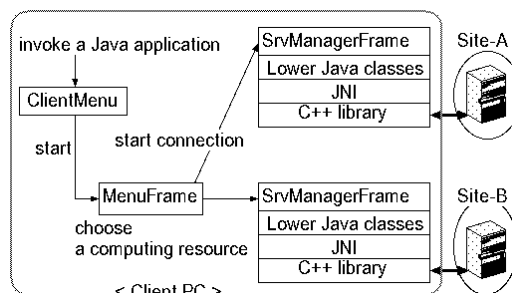 invoke a Java application
ClientMenu
start
start connection
MenuFrame
choose
a computing resource
SrvManagerFrame
Lower Java classes
JNI
C++ library
Site-A
SrvManagerFrame
Lower Java classes
JNI
C++ library
Site-B
< Client PC >